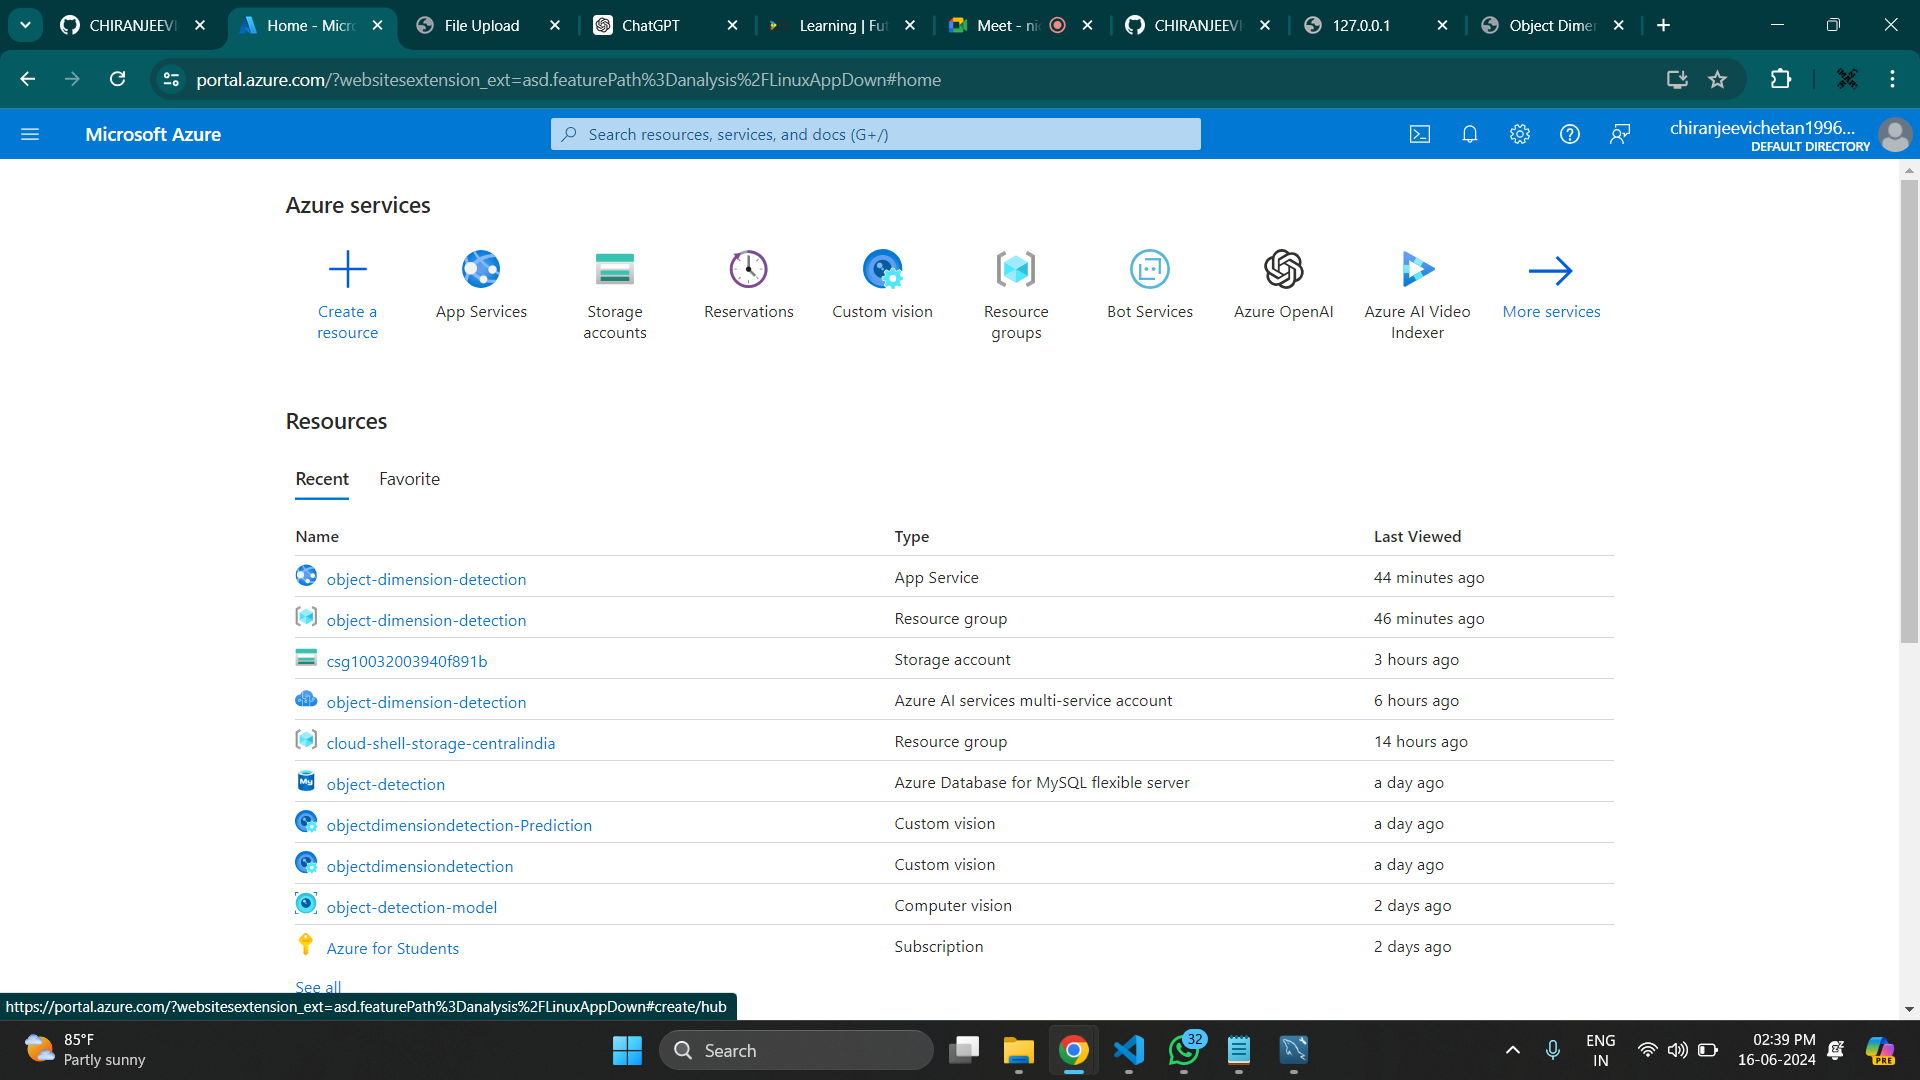 CHIRANJEEVI
Home - Micro
File Upload
ChatGPT
Learning | Fut
Meet - nic
CHIRANJEEVI
127.0.0.1
Object Dimen
portal.azure.com/?websitesextension_ext=asd.featurePath%3Danalysis%2FLinuxAppDown#home
Microsoft Azure
Search resources, services, and docs (G+/)
chiranjeevichetan1996...
DEFAULT DIRECTORY
Azure services
Create a resource
App Services
Storage accounts
Reservations
Custom vision
Resource groups
Bot Services
Azure OpenAI
Azure AI Video Indexer
More services
Resources
Recent Favorite
Name Type Last Viewed
object-dimension-detection App Service 44 minutes ago
object-dimension-detection Resource group 46 minutes ago
csg10032003940f891b Storage account 3 hours ago
object-dimension-detection Azure AI services multi-service account 6 hours ago
cloud-shell-storage-centralindia Resource group 14 hours ago
My
object-detection Azure Database for MySQL flexible server a day ago
objectdimensiondetection-Prediction Custom vision a day ago
objectdimensiondetection Custom vision a day ago
object-detection-model Computer vision 2 days ago
Azure for Students Subscription 2 days ago
See all
https://portal.azure.com/?websitesextension_ext=asd.featurePath%3Danalysis%2FLinuxAppDown#create/hub
85°F
Partly sunny
Search
32
ENG
IN
02:39 PM
16-06-2024
PRE